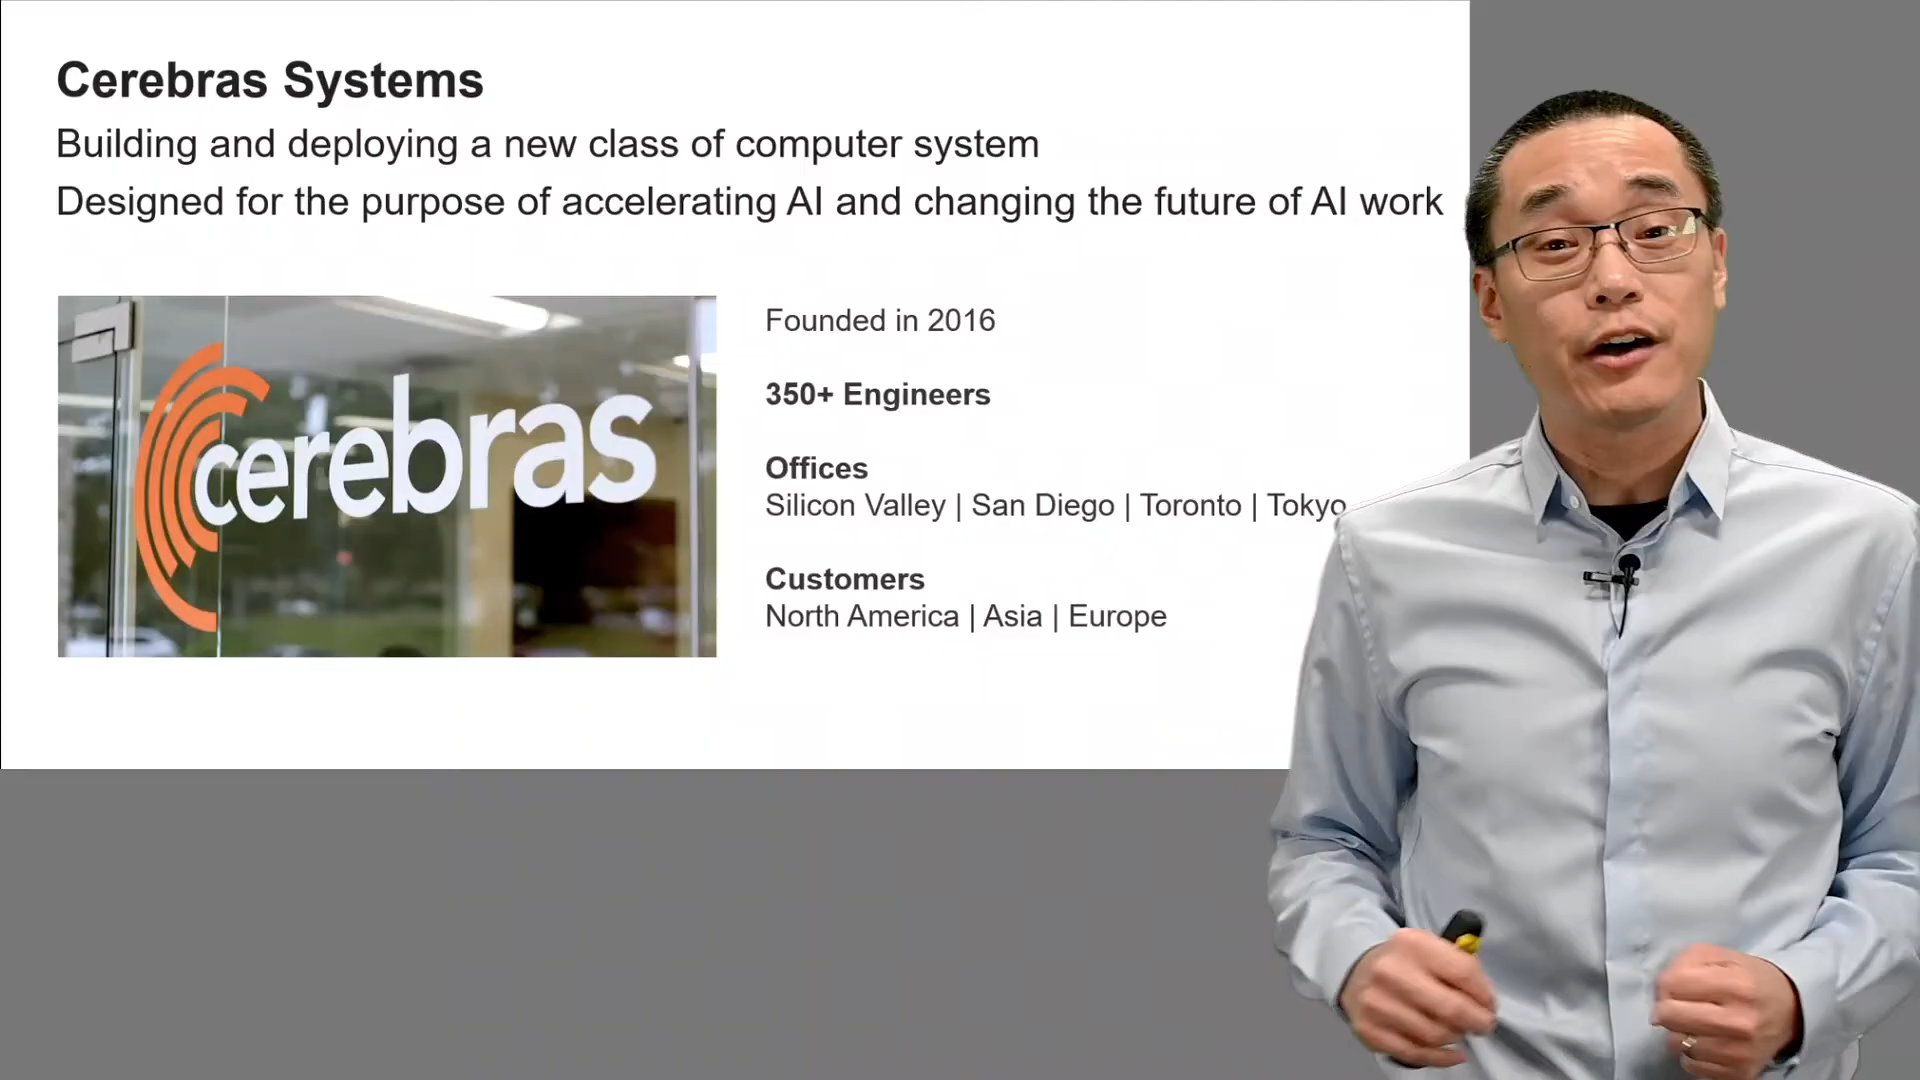 Cerebras Systems
Building and deploying a new class of computer system
Designed for the purpose of accelerating AI and changing the future of AI work
cerebras
Founded in 2016
350+ Engineers
Offices
Silicon Valley | San Diego | Toronto | Tokyo
Customers
North America | Asia | Europe